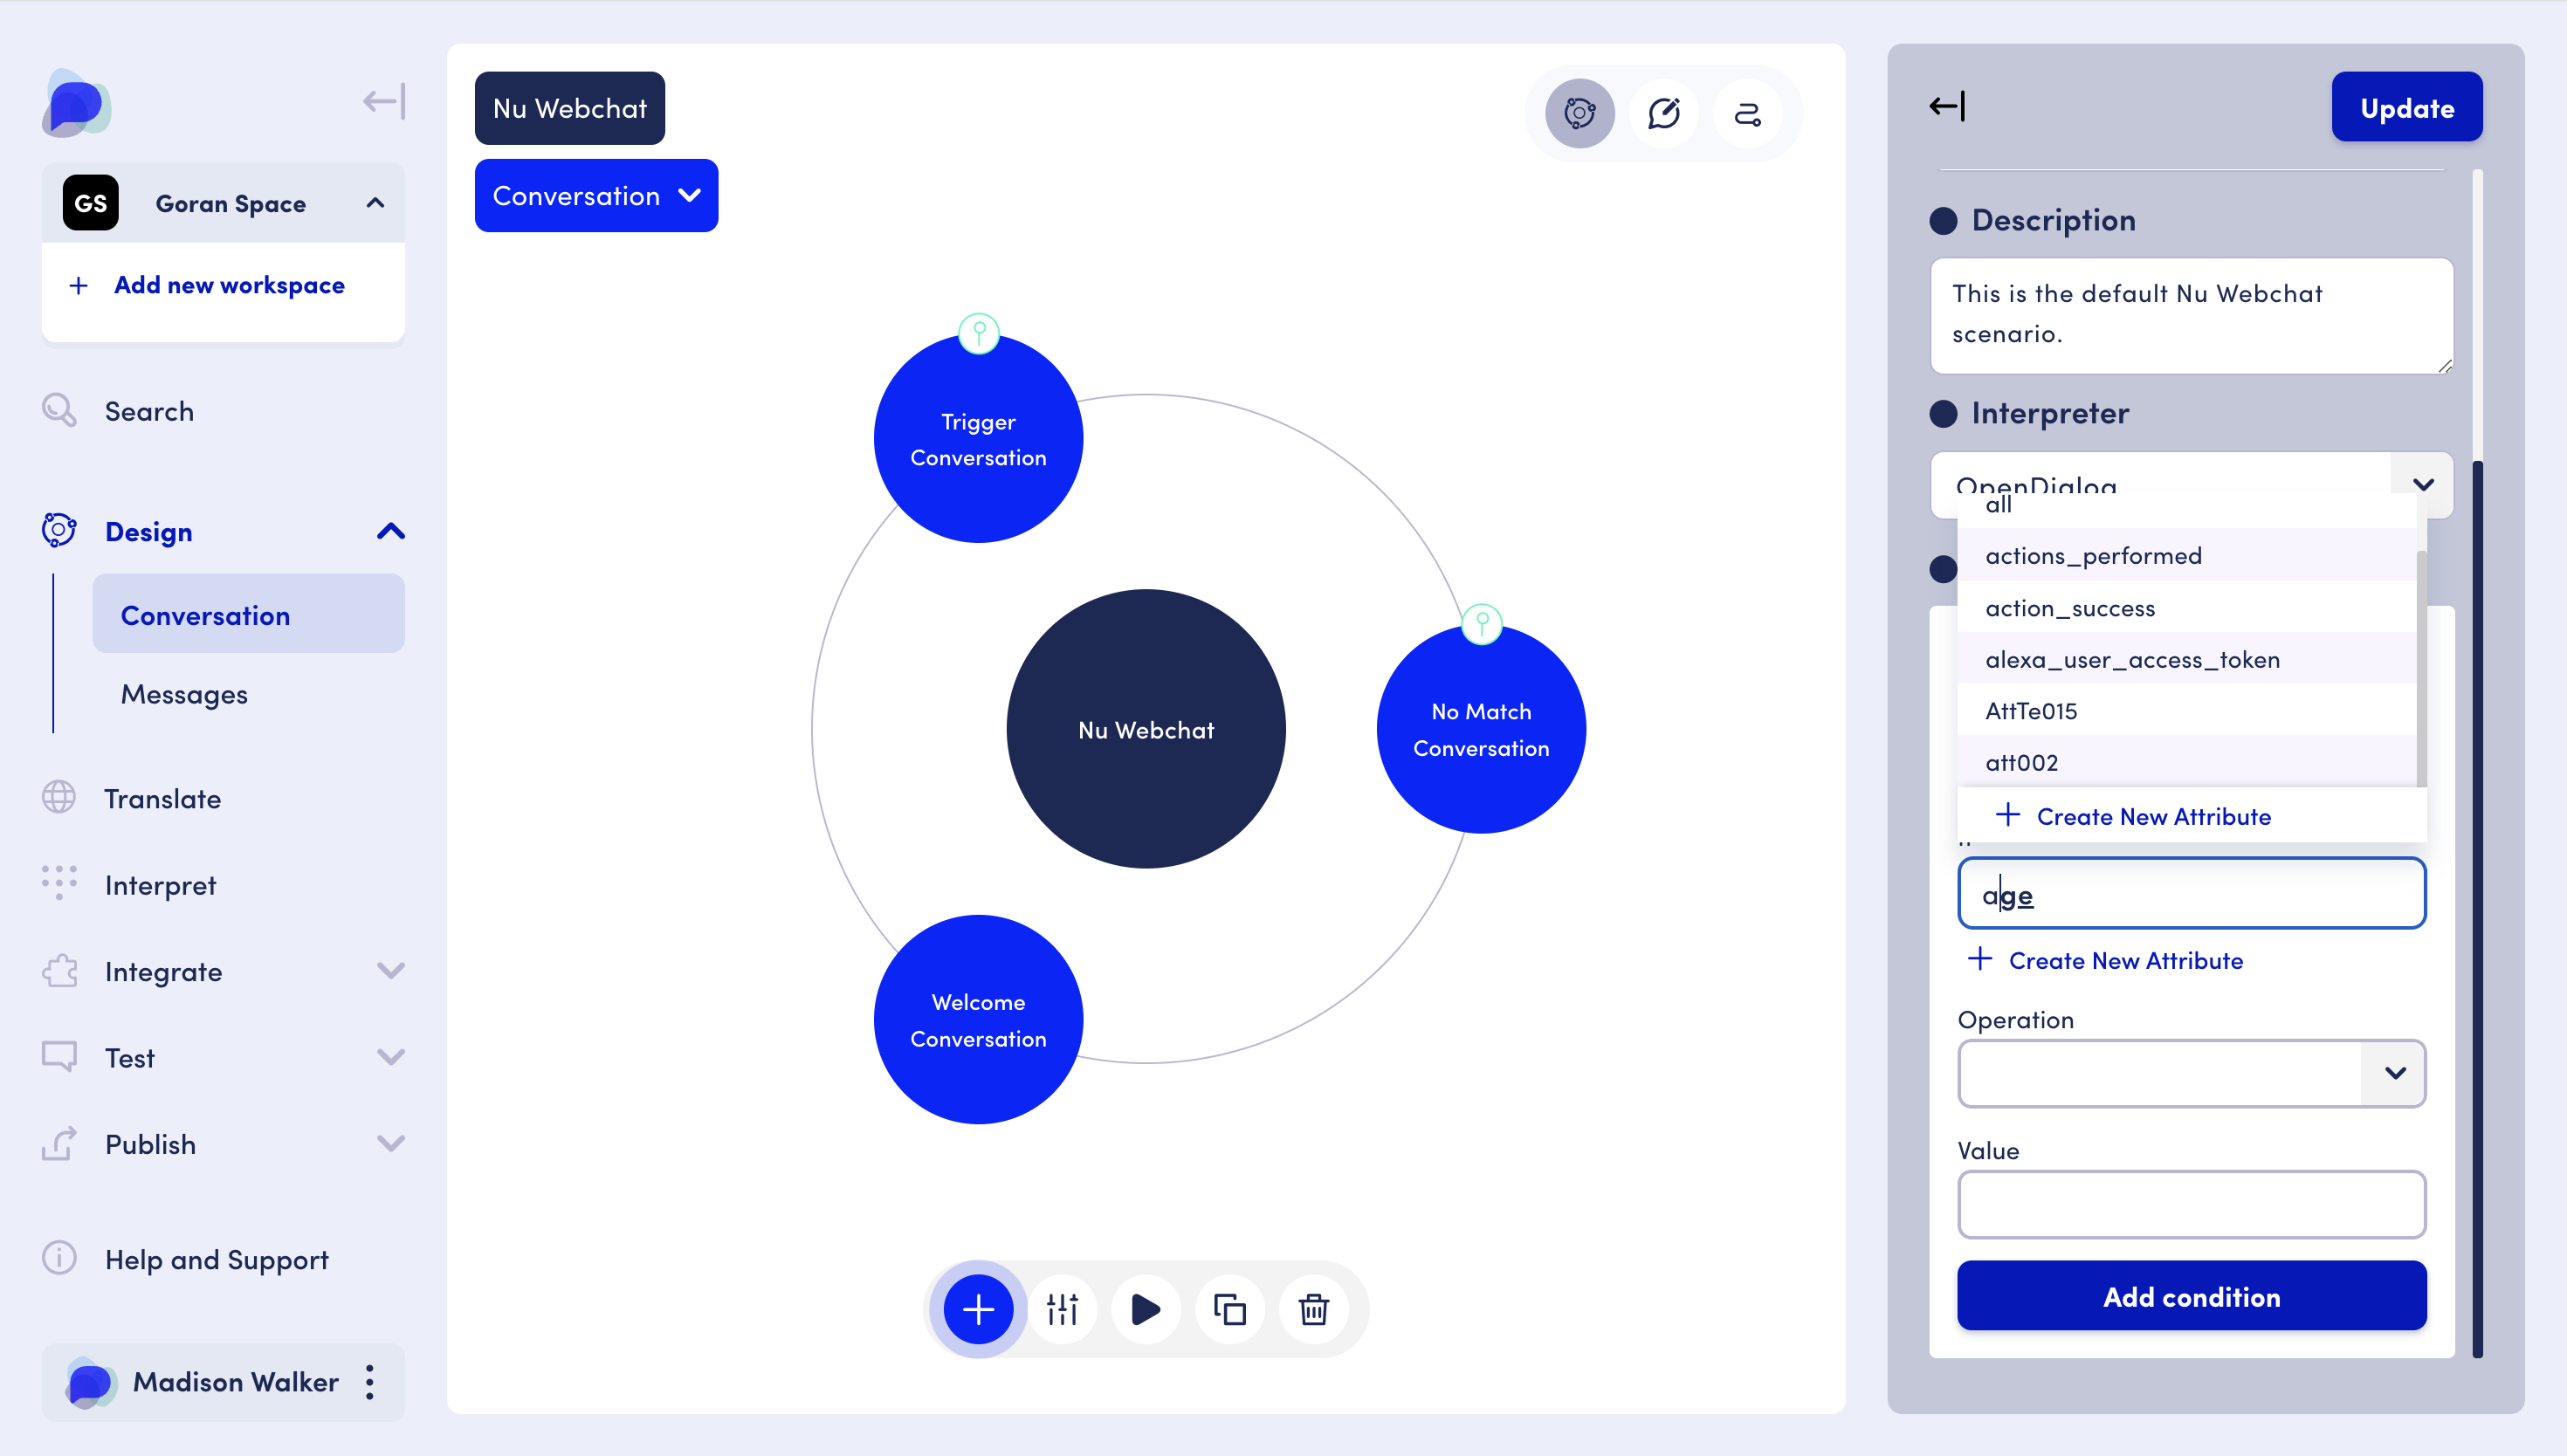 GS
Goran Space
Add new workspace
Search
Design
Conversation
Messages
Translate
Interpret
Integrate
Test
Publish
Help and Support
Madison Walker
Nu Webchat
Conversation
Trigger
Conversation
Nu Webchat
No Match
Conversation
Welcome
Conversation
Update
Description
This is the default Nu Webchat
scenario.
Interpreter
OpenDialog
all
actions_performed
action_success
alexa_user_access_token
AttTe015
att002
Create New Attribute
age
Create New Attribute
Operation
Value
Add condition